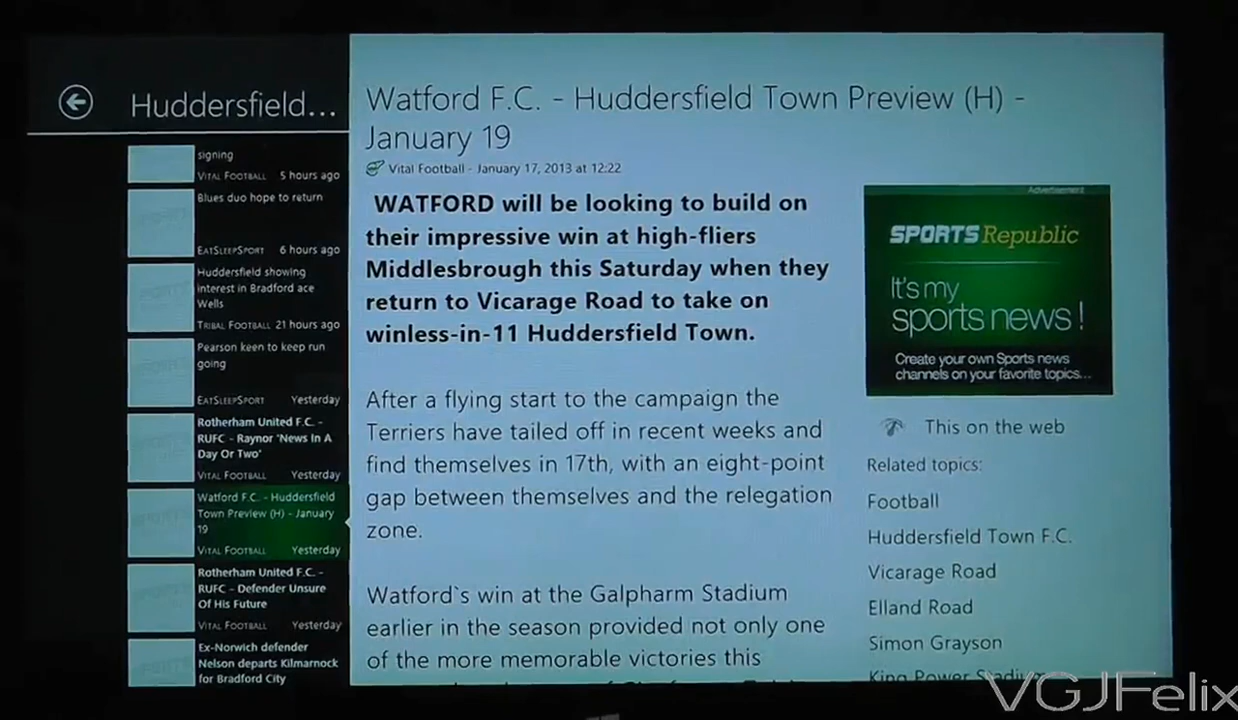 Huddersfield...
signing
VITAL FOOTBALL 5 hours ago
Blues duo hope to return
EATSLEEPSPORT 6 hours ago
Huddersfield showing
interest in Bradford ace
Wells
TRIBAL FOOTBALL 21 hours ago
Pearson keen to keep run
going
EATSLEEPSPORT Yesterday
Rotherham United F.C. -
RUFC - Raynor 'News In A
Day Or Two'
VITAL FOOTBALL Yesterday
Watford F.C. - Huddersfield
Town Preview (H) - January
19
VITAL FOOTBALL Yesterday
Rotherham United F.C. -
RUFC - Defender Unsure
Of His Future
VITAL FOOTBALL Yesterday
Ex-Norwich defender
Nelson departs Kilmarnock
for Bradford City
Watford F.C. - Huddersfield Town Preview (H) -
January 19
Vital Football - January 17, 2013 at 12:22
WATFORD will be looking to build on
their impressive win at high-fliers
Middlesbrough this Saturday when they
return to Vicarage Road to take on
winless-in-11 Huddersfield Town.
After a flying start to the campaign the
Terriers have tailed off in recent weeks and
find themselves in 17th, with an eight-point
gap between themselves and the relegation
zone.
Watford`s win at the Galpharm Stadium
earlier in the season provided not only one
of the more memorable victories this
Advertisement
SPORTS Republic
It's my
sports news !
Create your own Sports news
channels on your favorite topics...
This on the web
Related topics:
Football
Huddersfield Town F.C.
Vicarage Road
Elland Road
Simon Grayson
King Power Stadium
VGJFelix